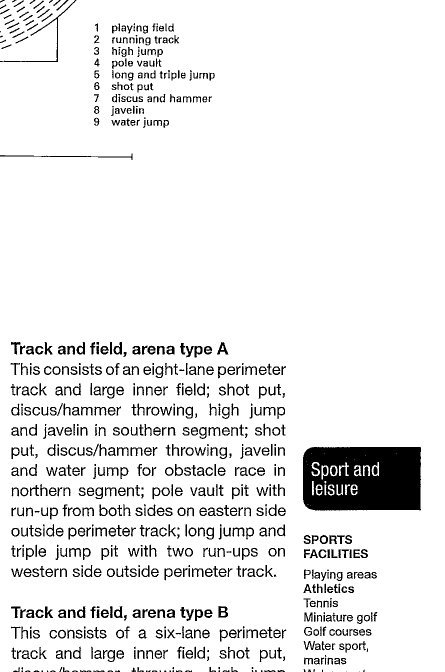 1 playing field
2 running track
3 high jump
4 pole vault
5 long and triple jump
6 shot put
7 discus and hammer
8 javelin
9 water jump
Track and field, arena type A
This consists of an eight-lane perimeter
track and large inner field; shot put,
discus/hammer throwing, high jump
and javelin in southern segment; shot
put, discus/hammer throwing, javelin
and water jump for obstacle race in
northern segment; pole vault pit with
run-up from both sides on eastern side
outside perimeter track; long jump and
triple jump pit with two run-ups on
western side outside perimeter track.
Track and field, arena type B
This consists of a six-lane perimeter
track and large inner field; shot put,
discus/hammer throwing, high jump
Sport and
leisure
SPORTS
FACILITIES
Playing areas
Athletics
Tennis
Miniature golf
Golf courses
Water sport,
marinas